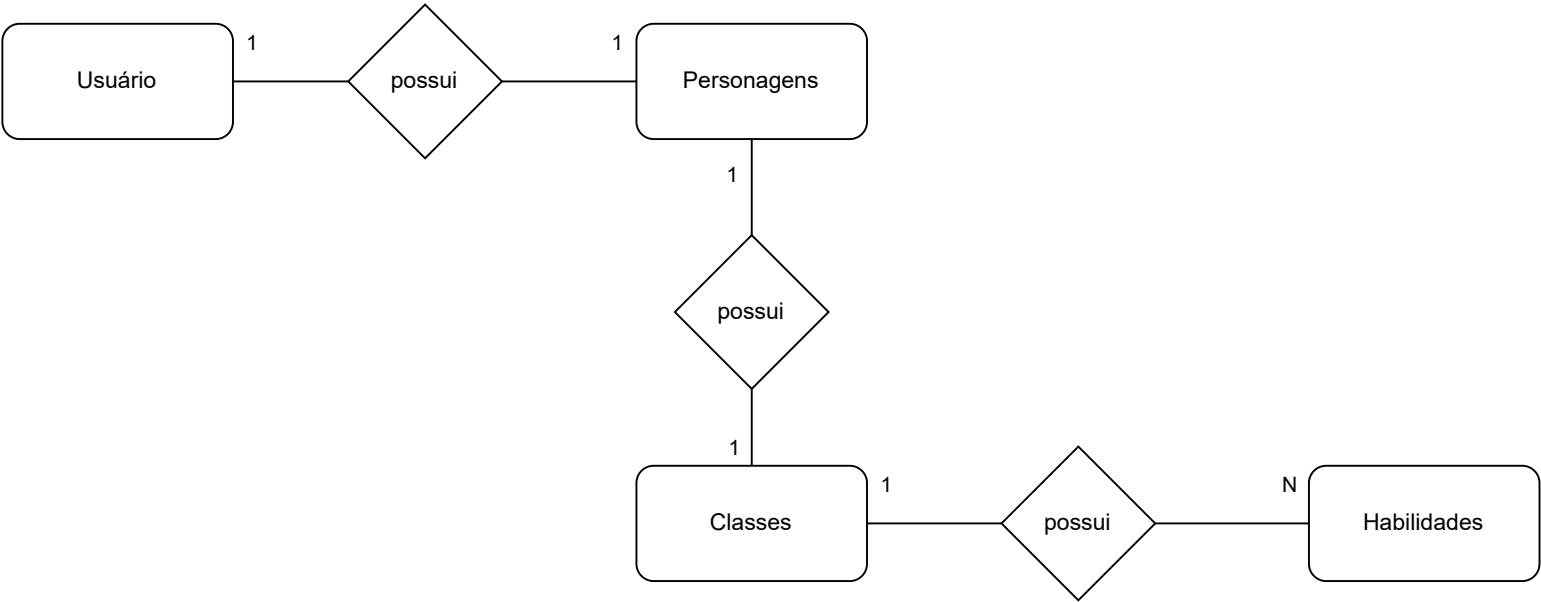 Usuário
1
possui
1
Personagens
1
possui
1
Classes
1
possui
N
Habilidades